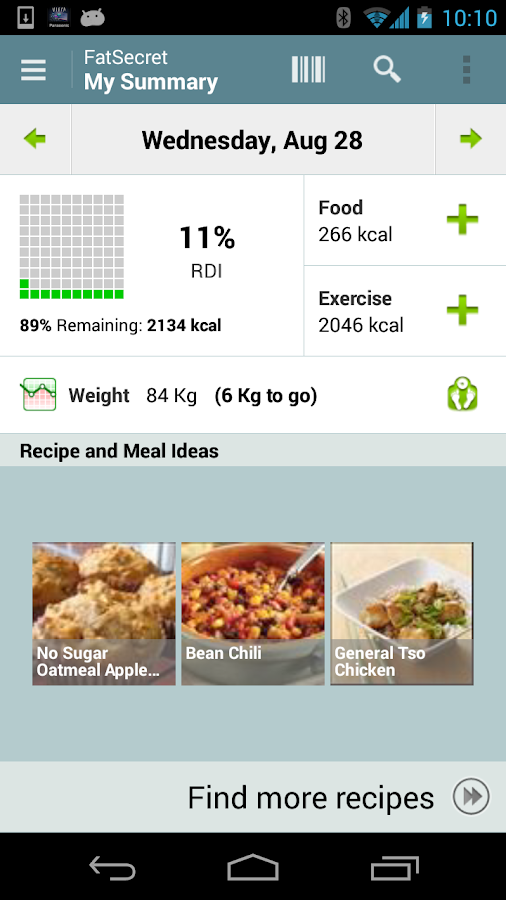 10:10
FatSecret
My Summary
Wednesday, Aug 28
11%
RDI
89% Remaining: 2134 kcal
Food
266 kcal
Exercise
2046 kcal
Weight 84 Kg (6 Kg to go)
Recipe and Meal Ideas
No Sugar
Oatmeal Apple...
Bean Chili
General Tso
Chicken
Find more recipes